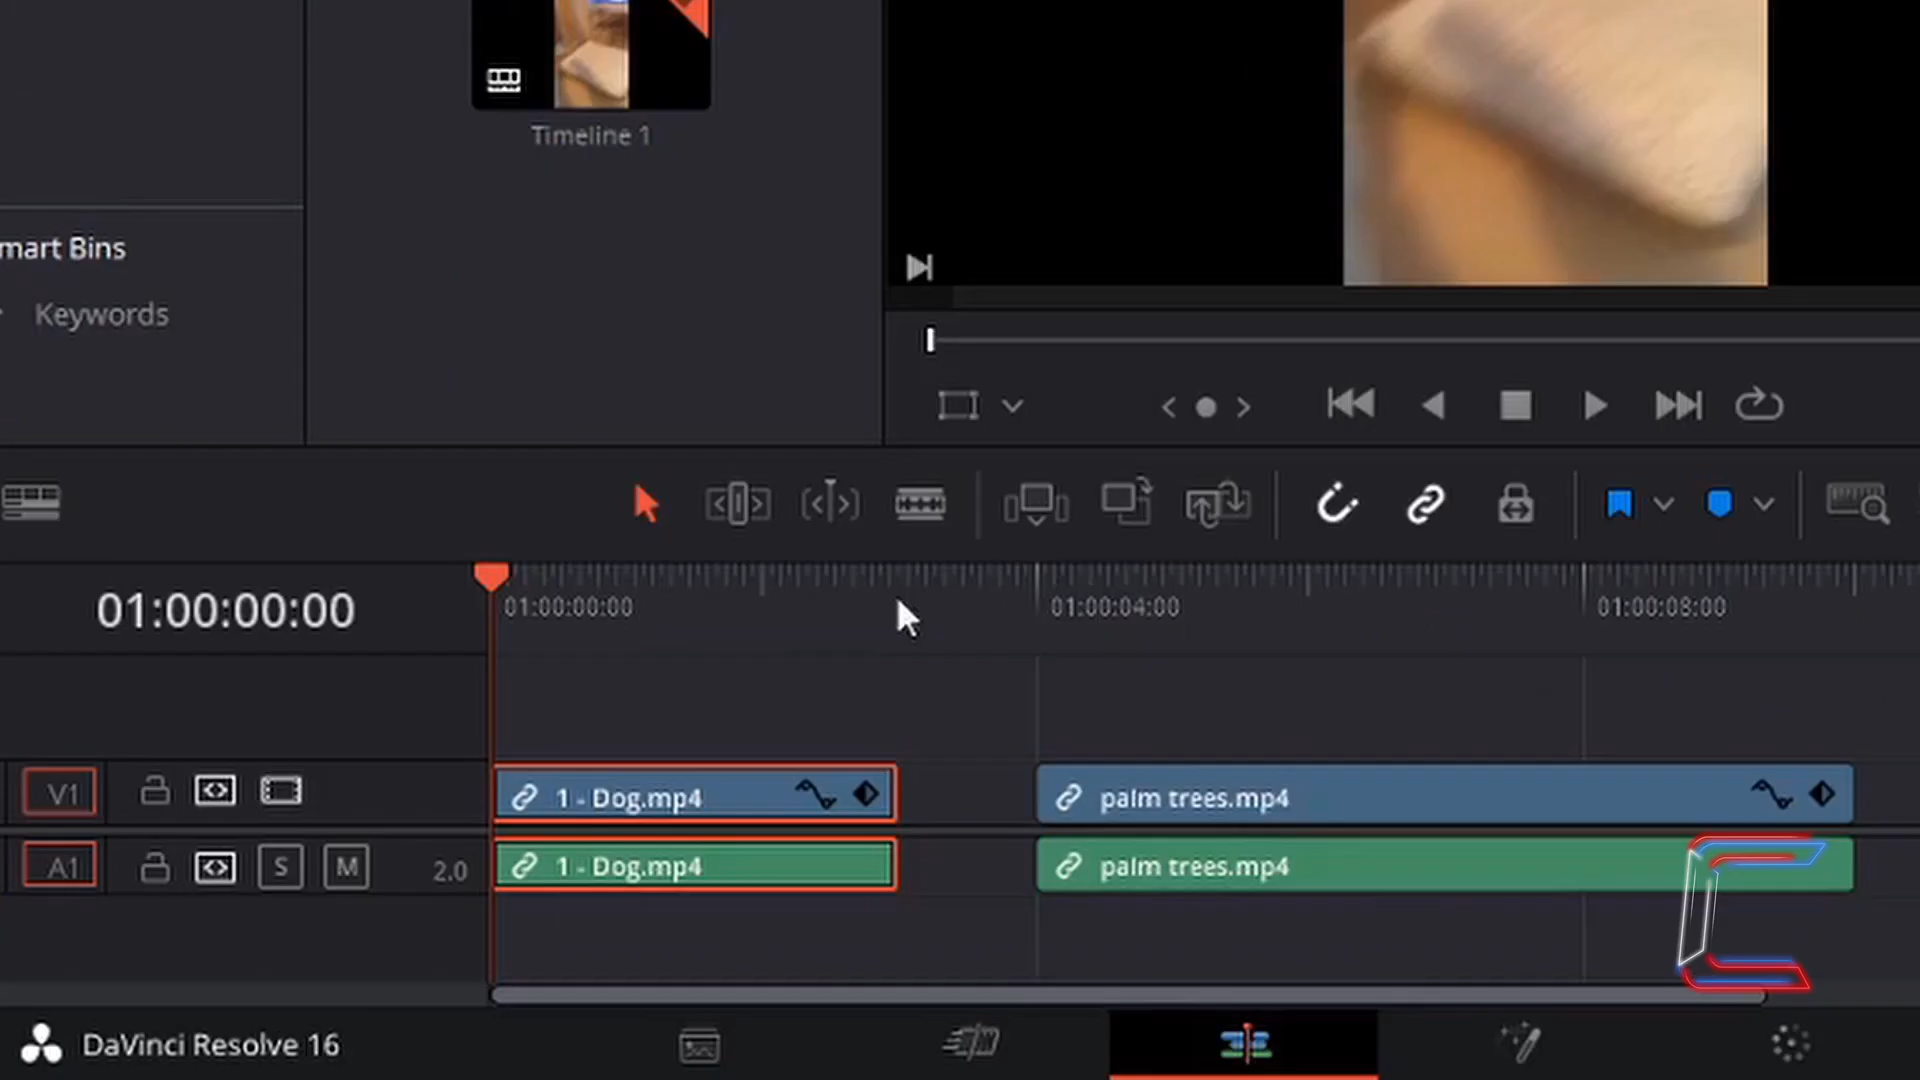 Timeline 1
mart Bins
Keywords
01:00:00:00
01:00:00:00
01:00:04:00
01:00:08:00
V1
1 - Dog.mp4
palm trees.mp4
A1
S
M
2.0
1 - Dog.mp4
palm trees.mp4
DaVinci Resolve 16